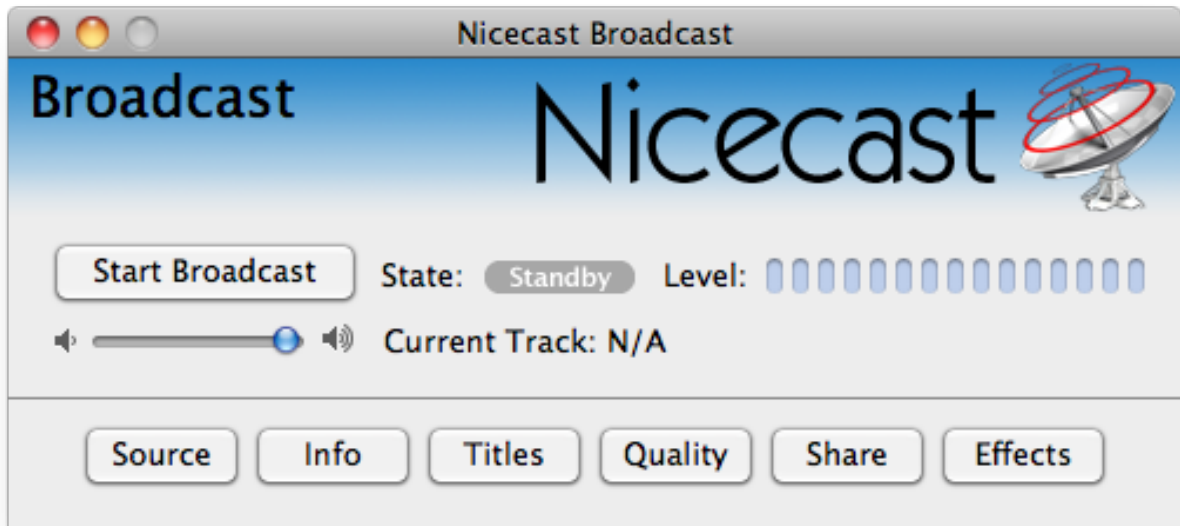 Nicecast Broadcast
Broadcast
Nicecast
Start Broadcast State: Standby Level:
Current Track: N/A
Source Info Titles Quality Share Effects